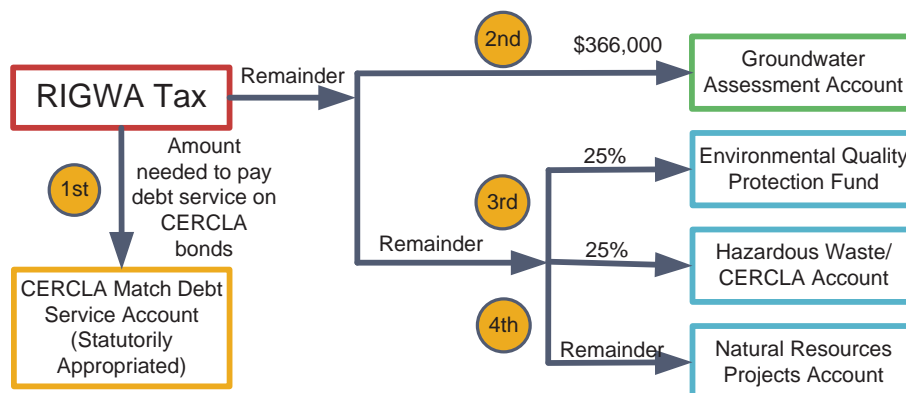 RIGWA Tax
Remainder
2nd
$366,000
Groundwater
Assessment Account
1st
Amount
needed to pay
debt service on
CERCLA
bonds
CERCLA Match Debt
Service Account
(Statutorily
Appropriated)
Remainder
3rd
25%
Environmental Quality
Protection Fund
25%
Hazardous Waste/
CERCLA Account
4th
Remainder
Natural Resources
Projects Account